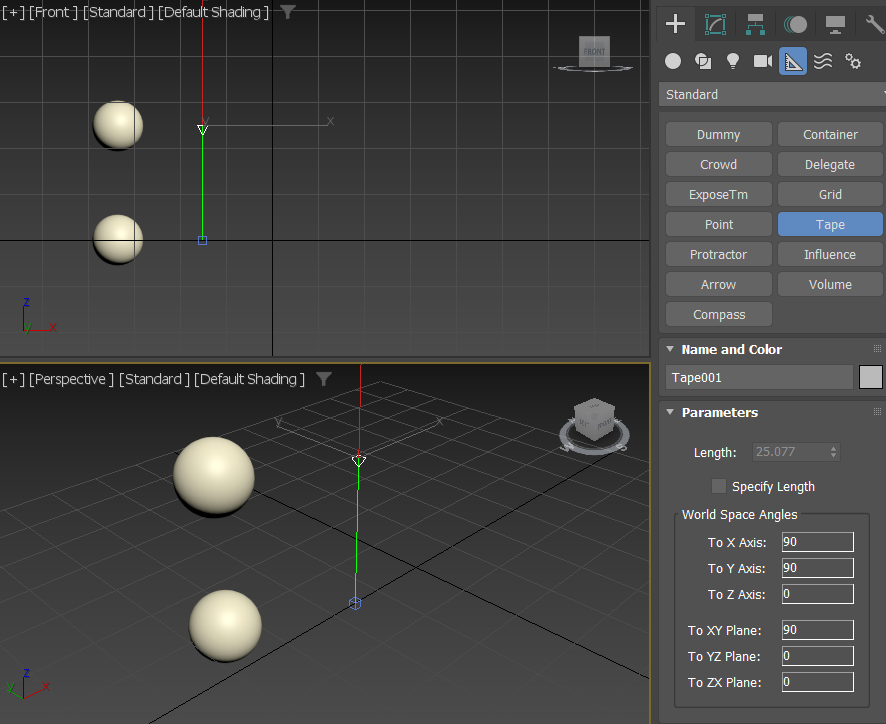 [+] [Front ] [Standard ] [Default Shading ]
FRONT
y
x
z
y
x
[+] [Perspective ] [Standard ] [Default Shading ]
y
x
W
S
z
y
x
Standard
Dummy
Container
Crowd
Delegate
ExposeTm
Grid
Point
Tape
Protractor
Influence
Arrow
Volume
Compass
Name and Color
Tape001
Parameters
Length:
25.077
Specify Length
World Space Angles
To X Axis:
90
To Y Axis:
90
To Z Axis:
0
To XY Plane:
90
To YZ Plane:
0
To ZX Plane:
0